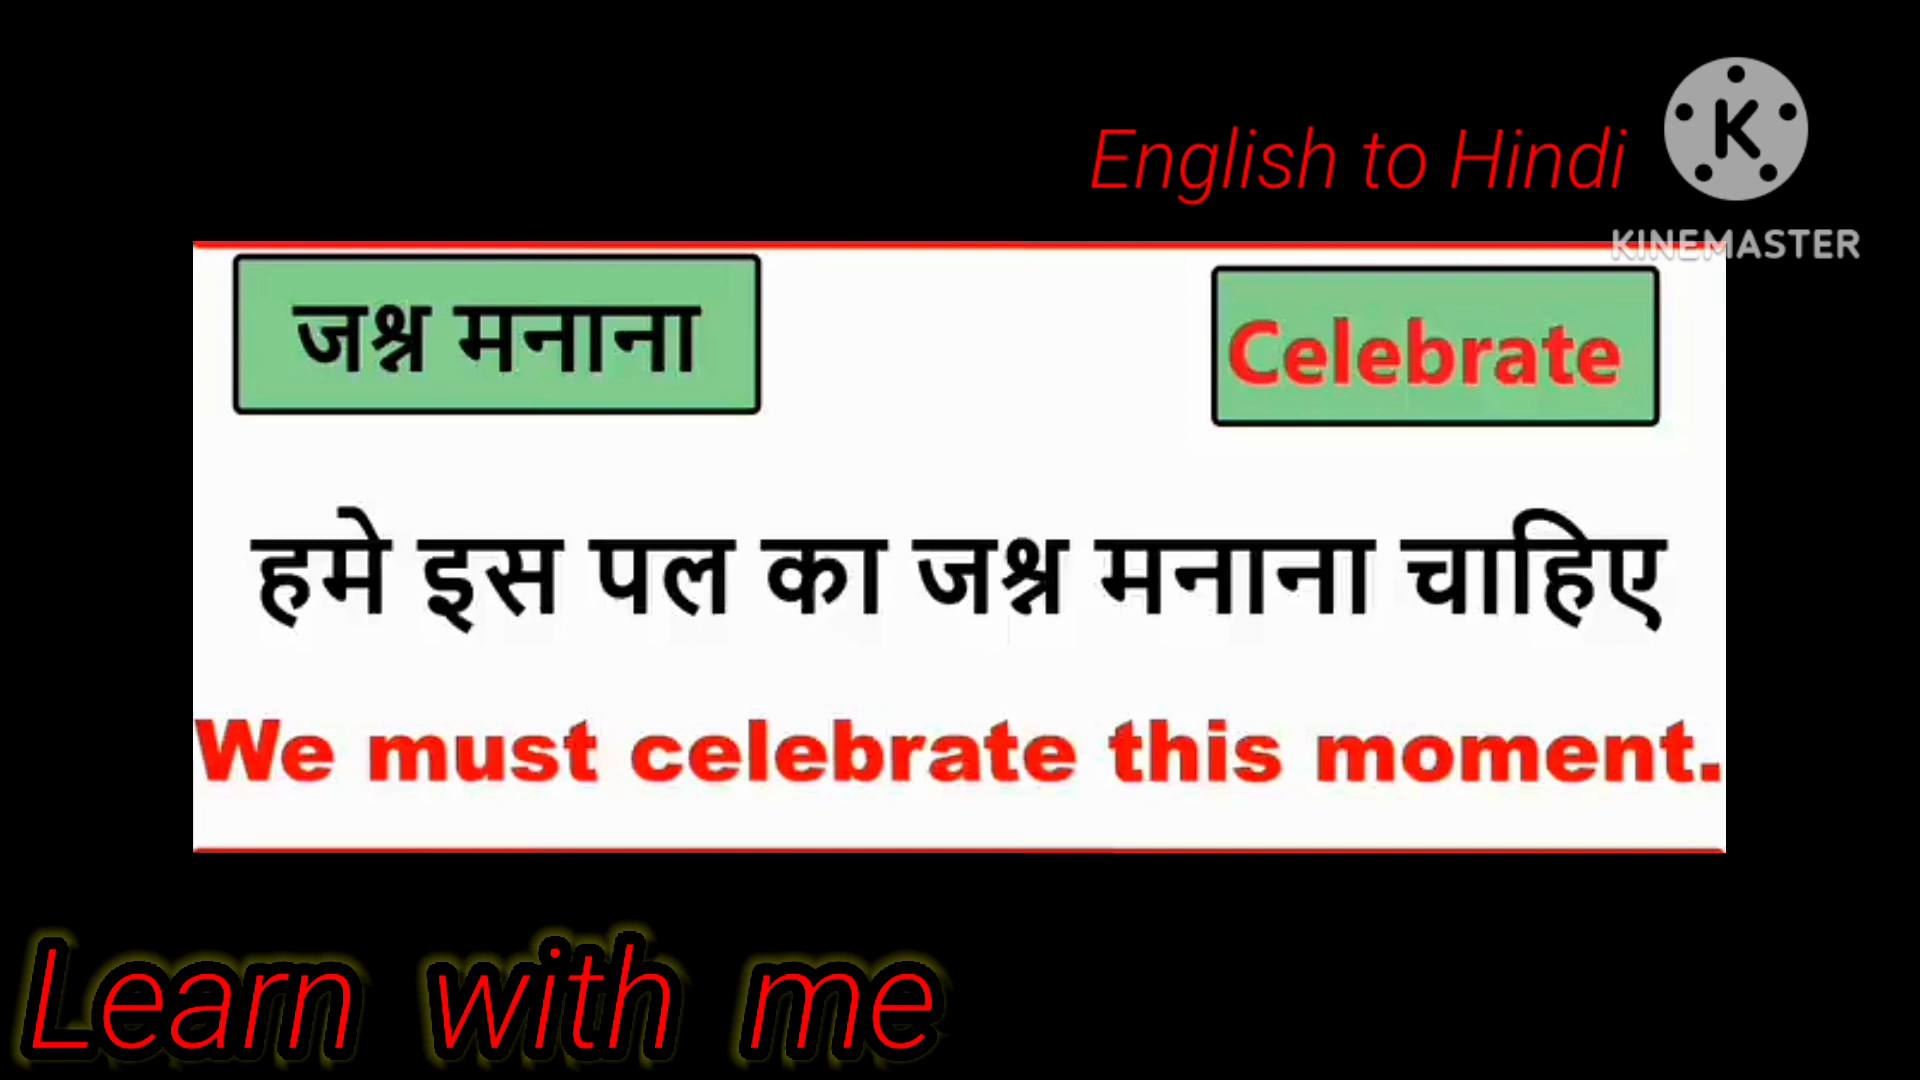 English to Hindi
K
KINEMASTER
जश्न मनाना
Celebrate
हमे इस पल का जश्न मनाना चाहिए
We must celebrate this moment.
Learn with me